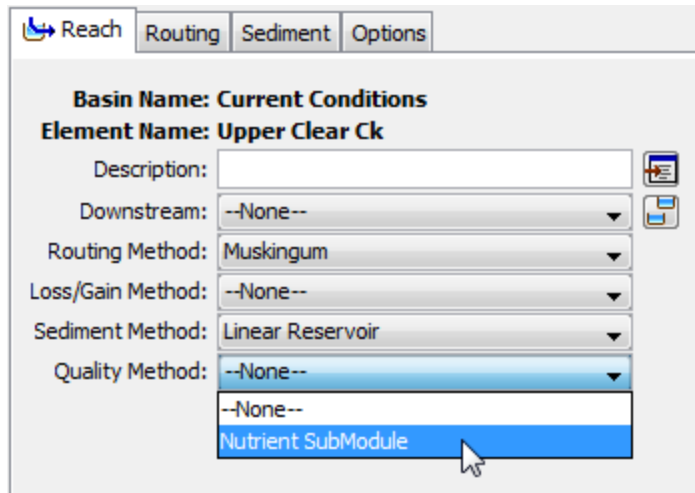 Reach Routing Sediment Options
Basin Name: Current Conditions
Element Name: Upper Clear Ck
Description:
Downstream: --None--
Routing Method: Muskingum
Loss/Gain Method: --None--
Sediment Method: Linear Reservoir
Quality Method: --None--
--None--
Nutrient SubModule